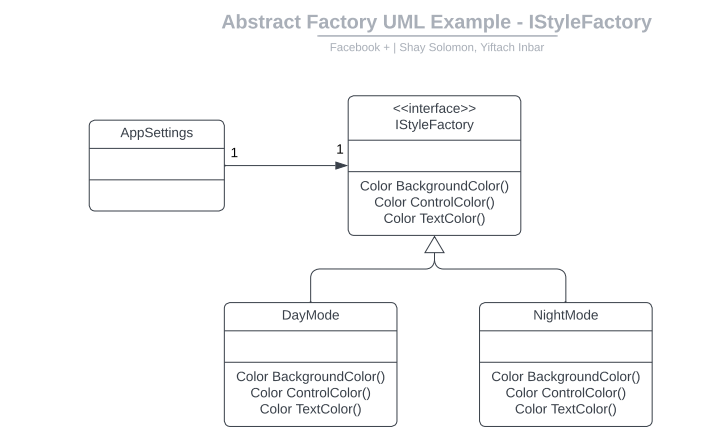 Abstract Factory UML Example - IStyleFactory
Facebook + | Shay Solomon, Yiftach Inbar
<<interface>>
IStyleFactory
AppSettings
1
1
Color BackgroundColor()
Color ControlColor()
Color TextColor()
DayMode
Color BackgroundColor()
Color ControlColor()
Color TextColor()
NightMode
Color BackgroundColor()
Color ControlColor()
Color TextColor()